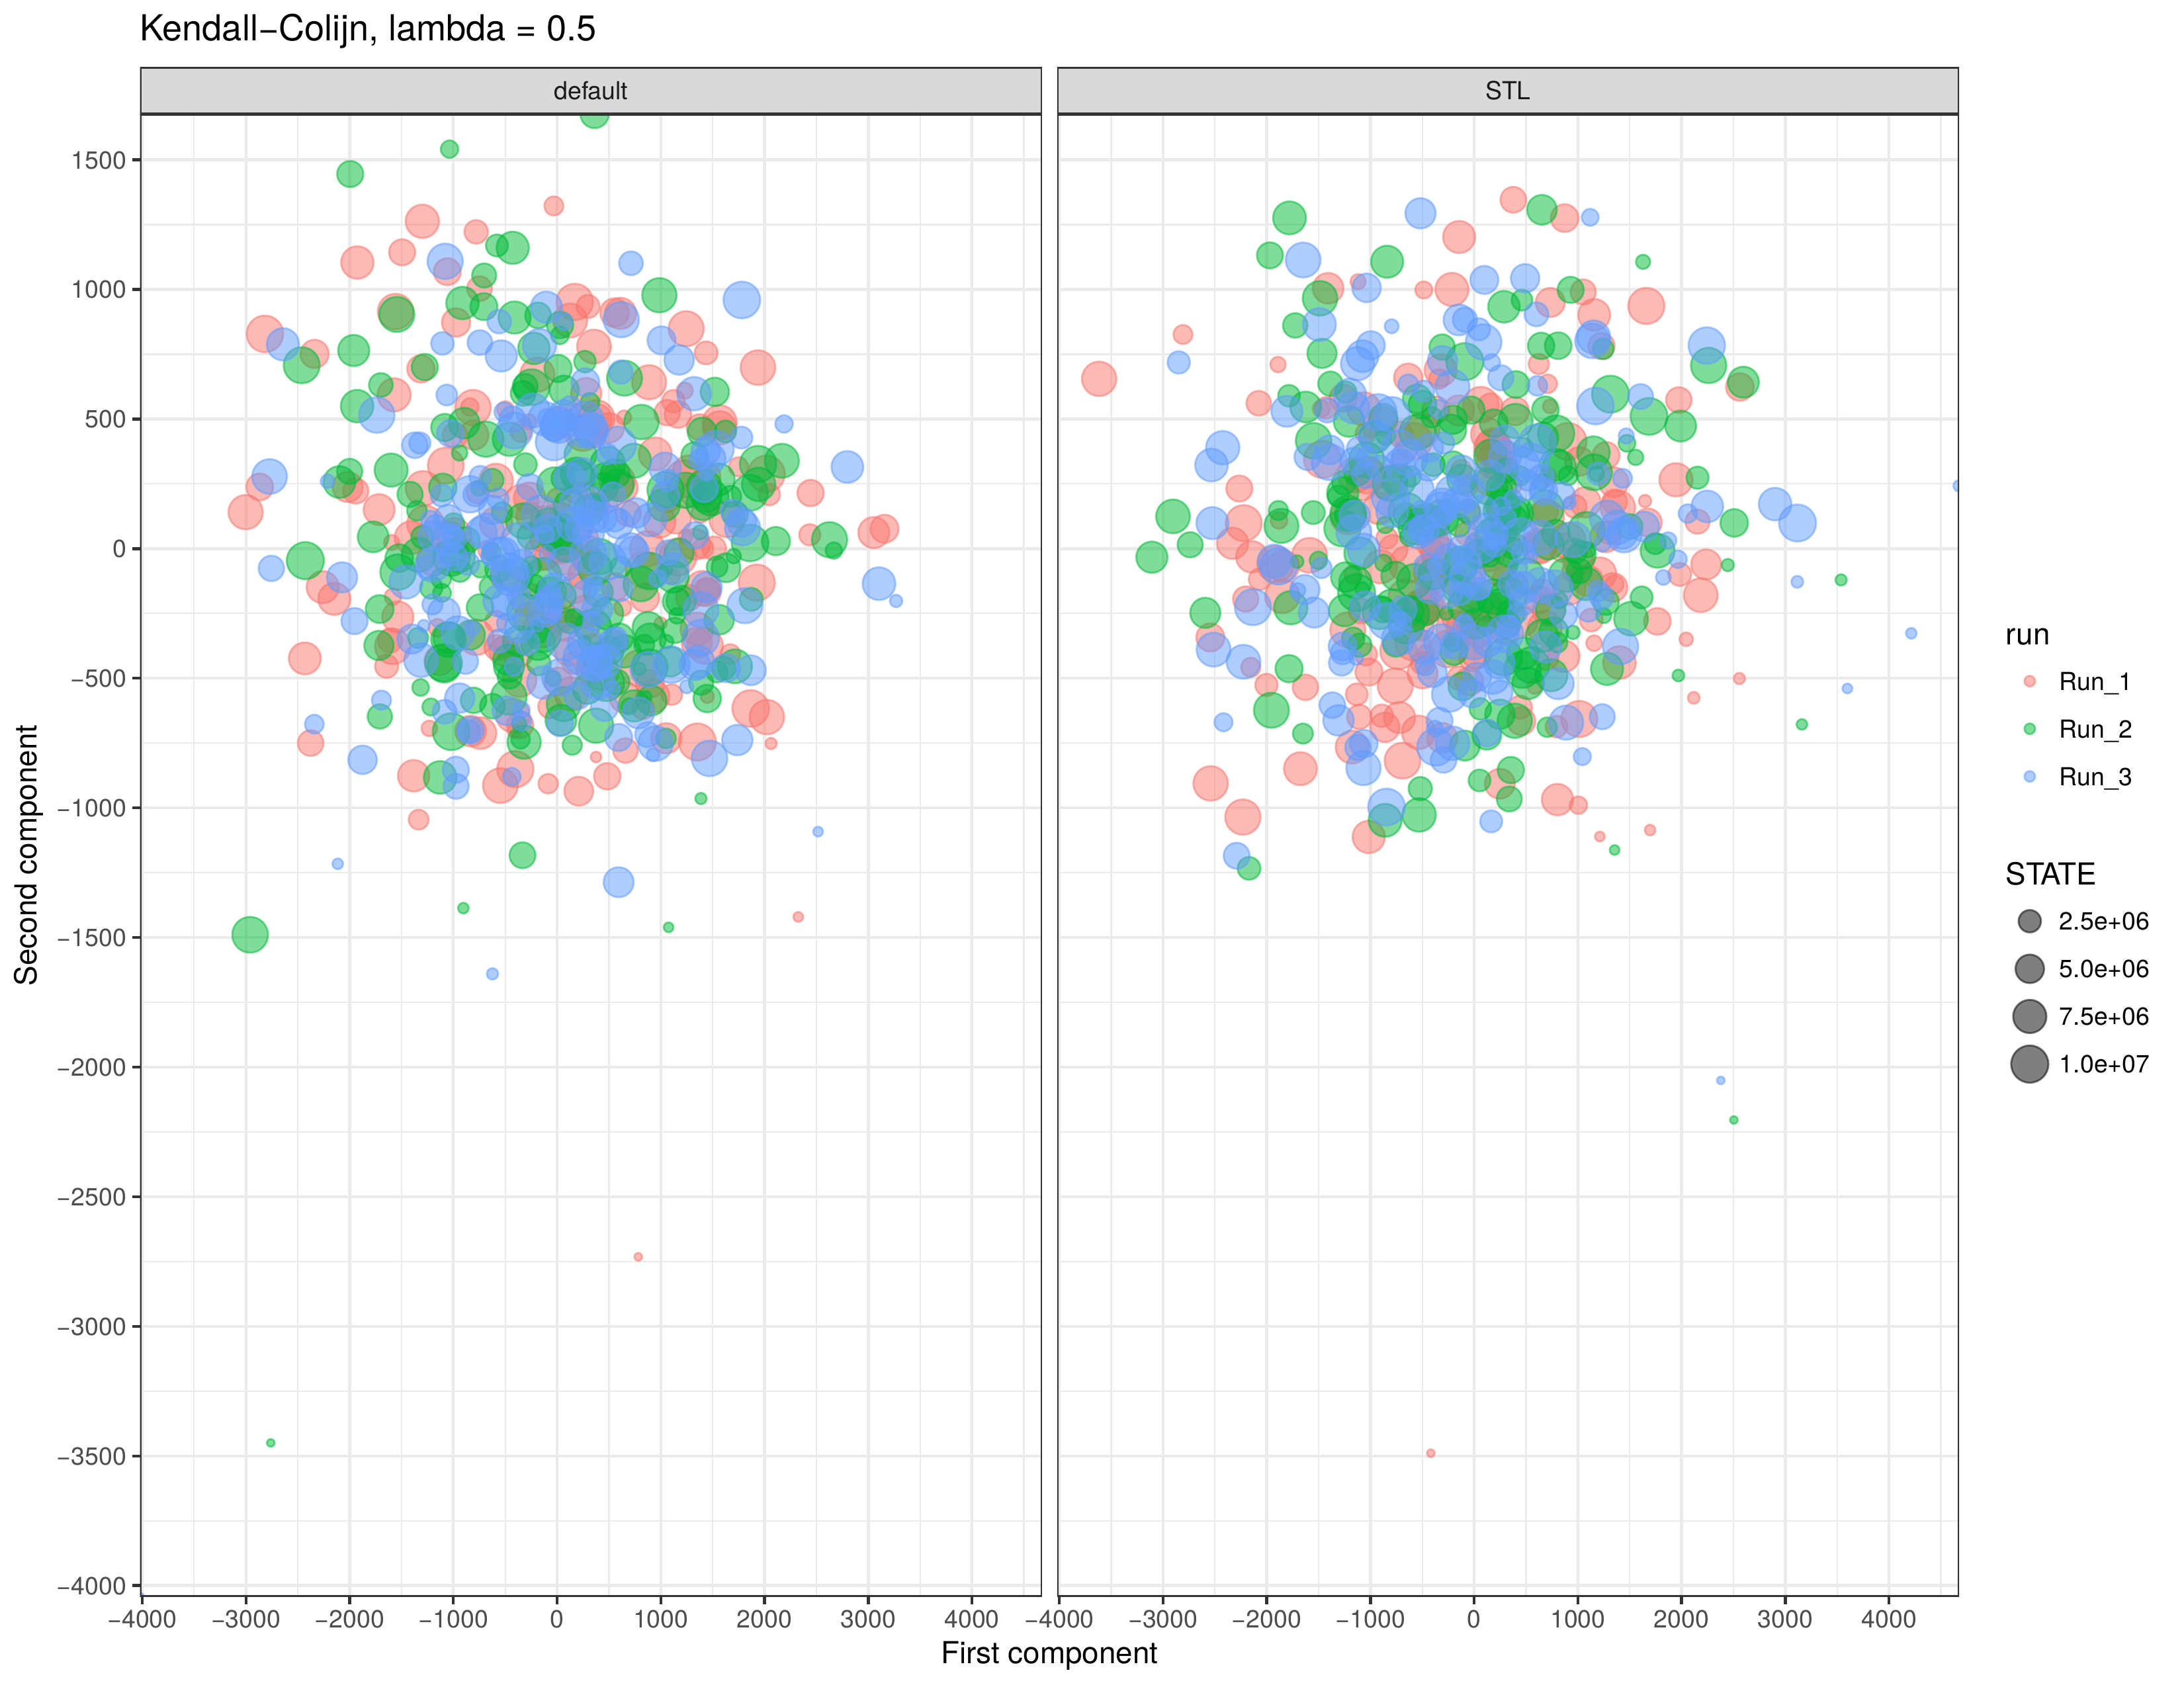 Kendall−Colijn, lambda = 0.5
default
STL
1500
1000
500
0
−500
−1000
−1500
−2000
−2500
−3000
−3500
−4000
Second component
−4000 −3000 −2000 −1000 0 1000 2000 3000 4000
−4000 −3000 −2000 −1000 0 1000 2000 3000 4000
First component
run
Run_1
Run_2
Run_3
STATE
2.5e+06
5.0e+06
7.5e+06
1.0e+07